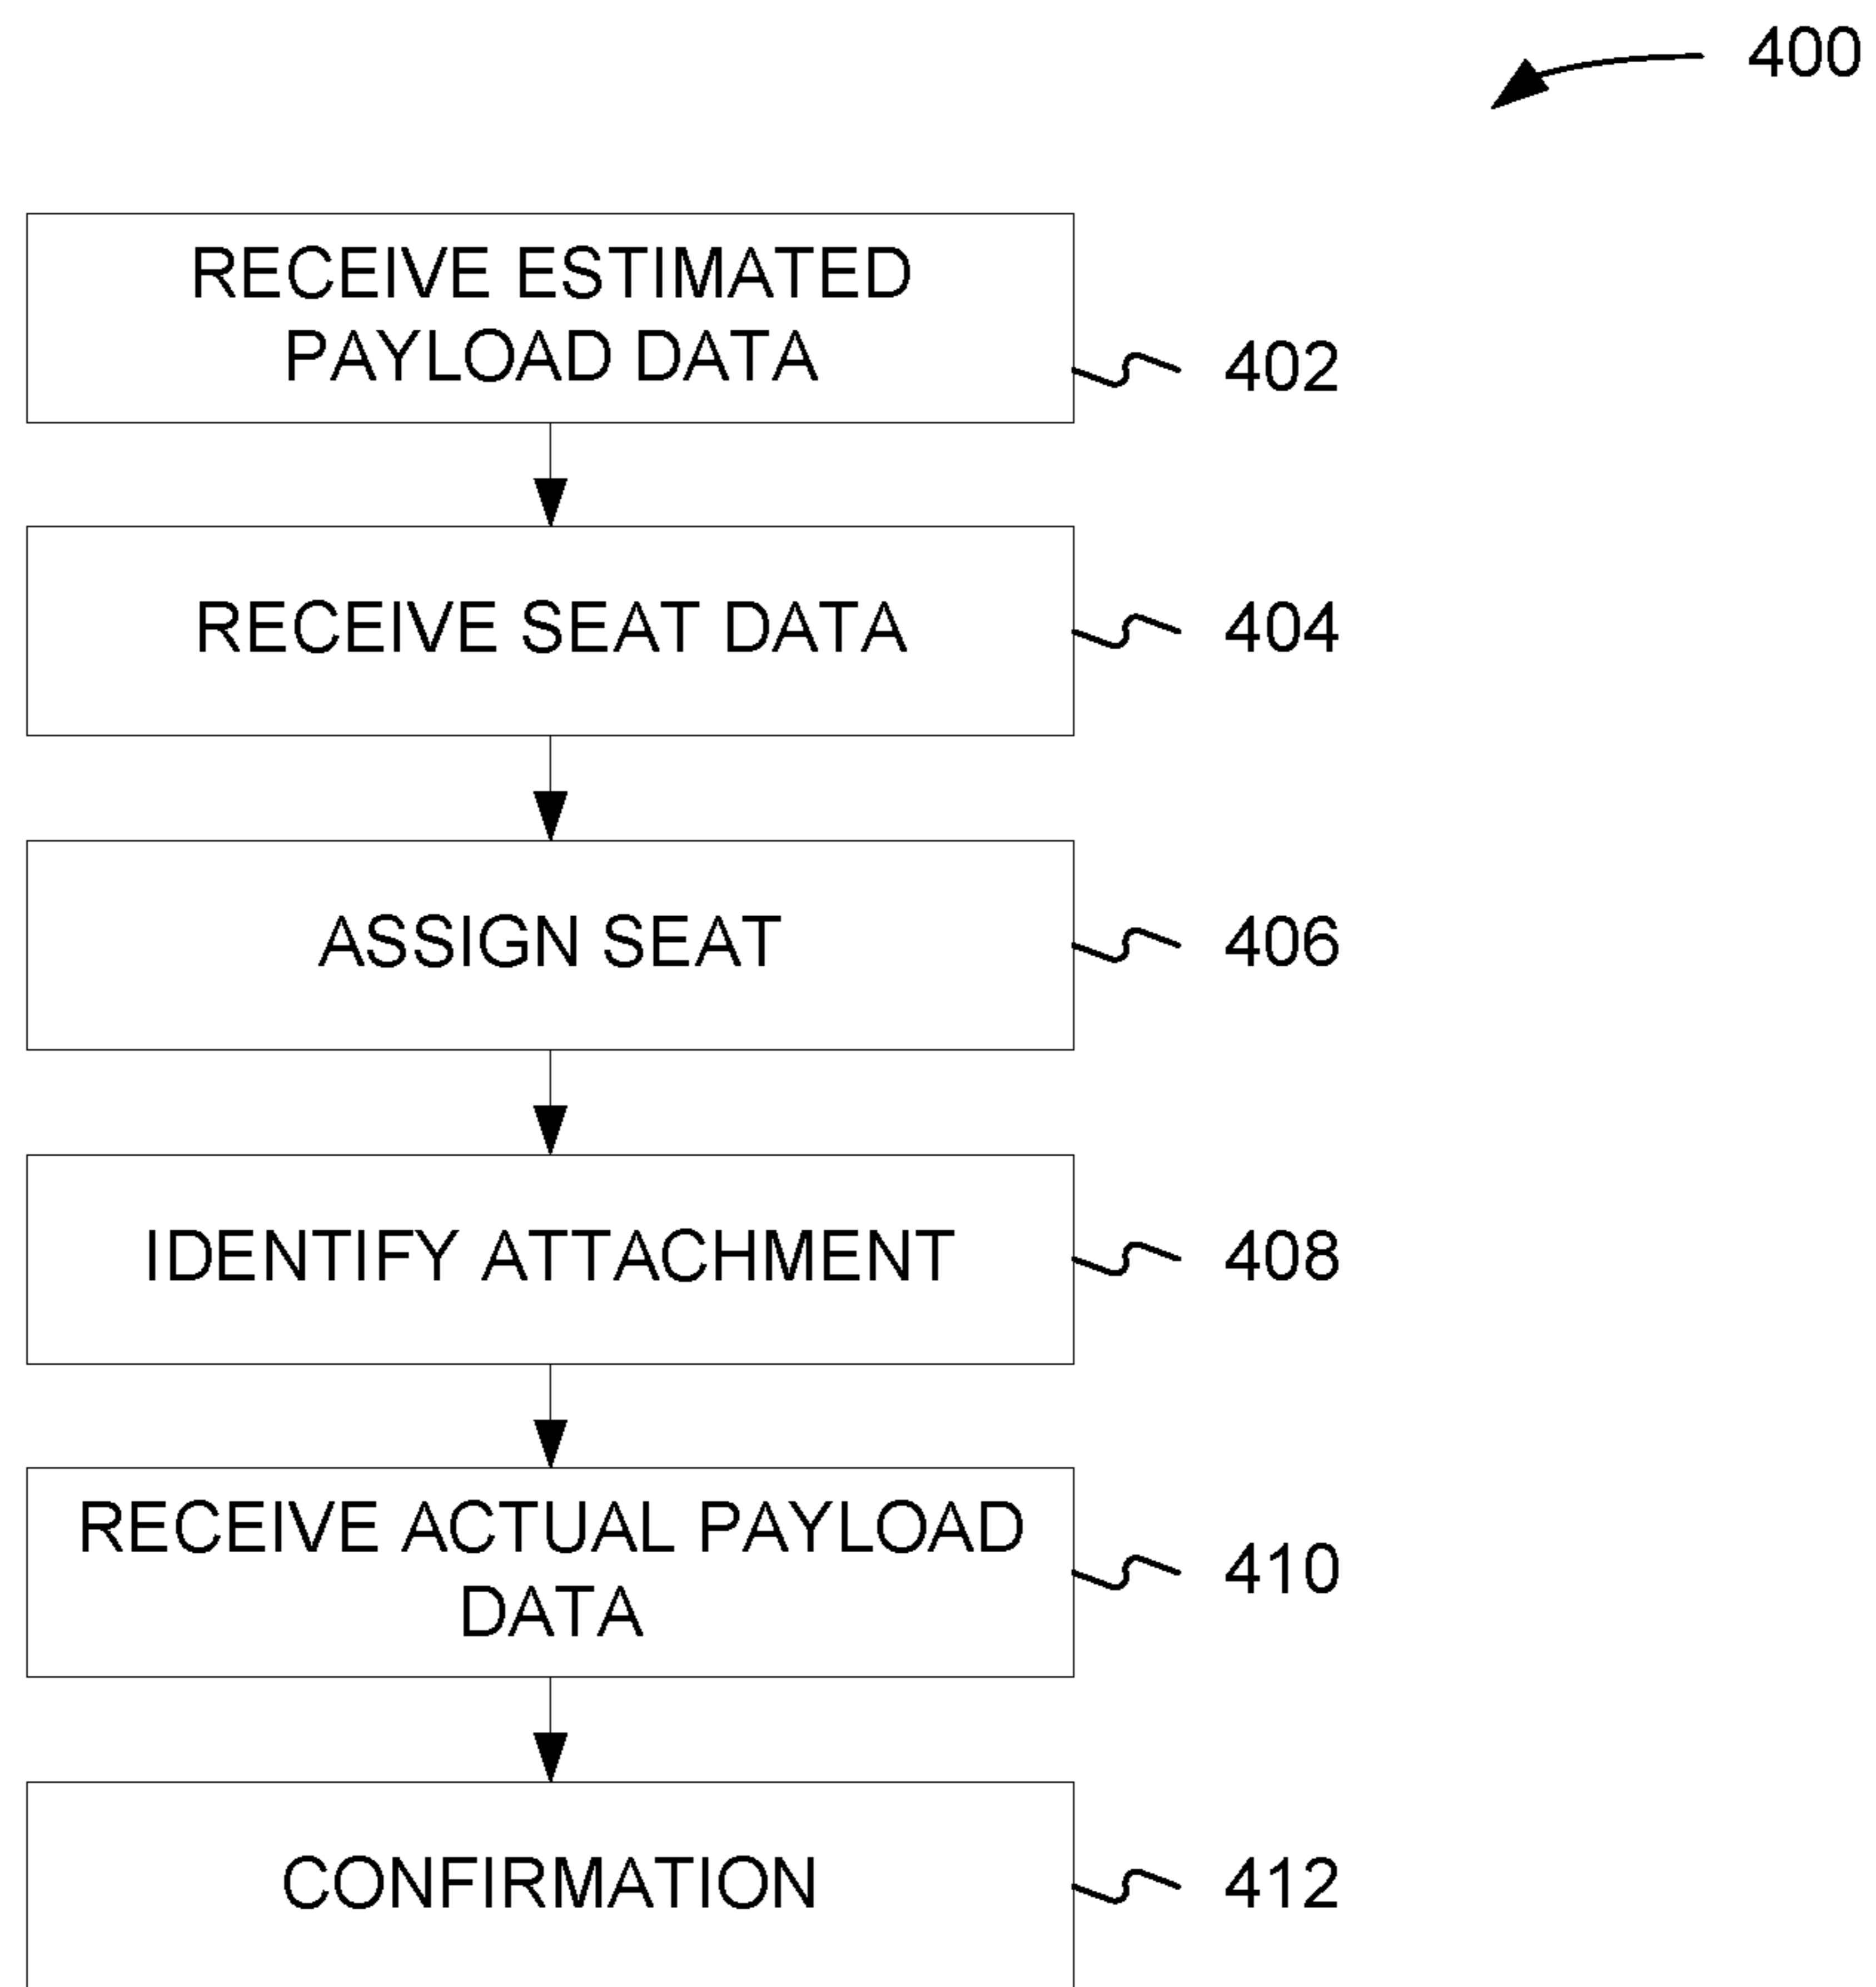 400
RECEIVE ESTIMATED
PAYLOAD DATA
402
RECEIVE SEAT DATA
404
ASSIGN SEAT
406
IDENTIFY ATTACHMENT
408
RECEIVE ACTUAL PAYLOAD
DATA
410
CONFIRMATION
412